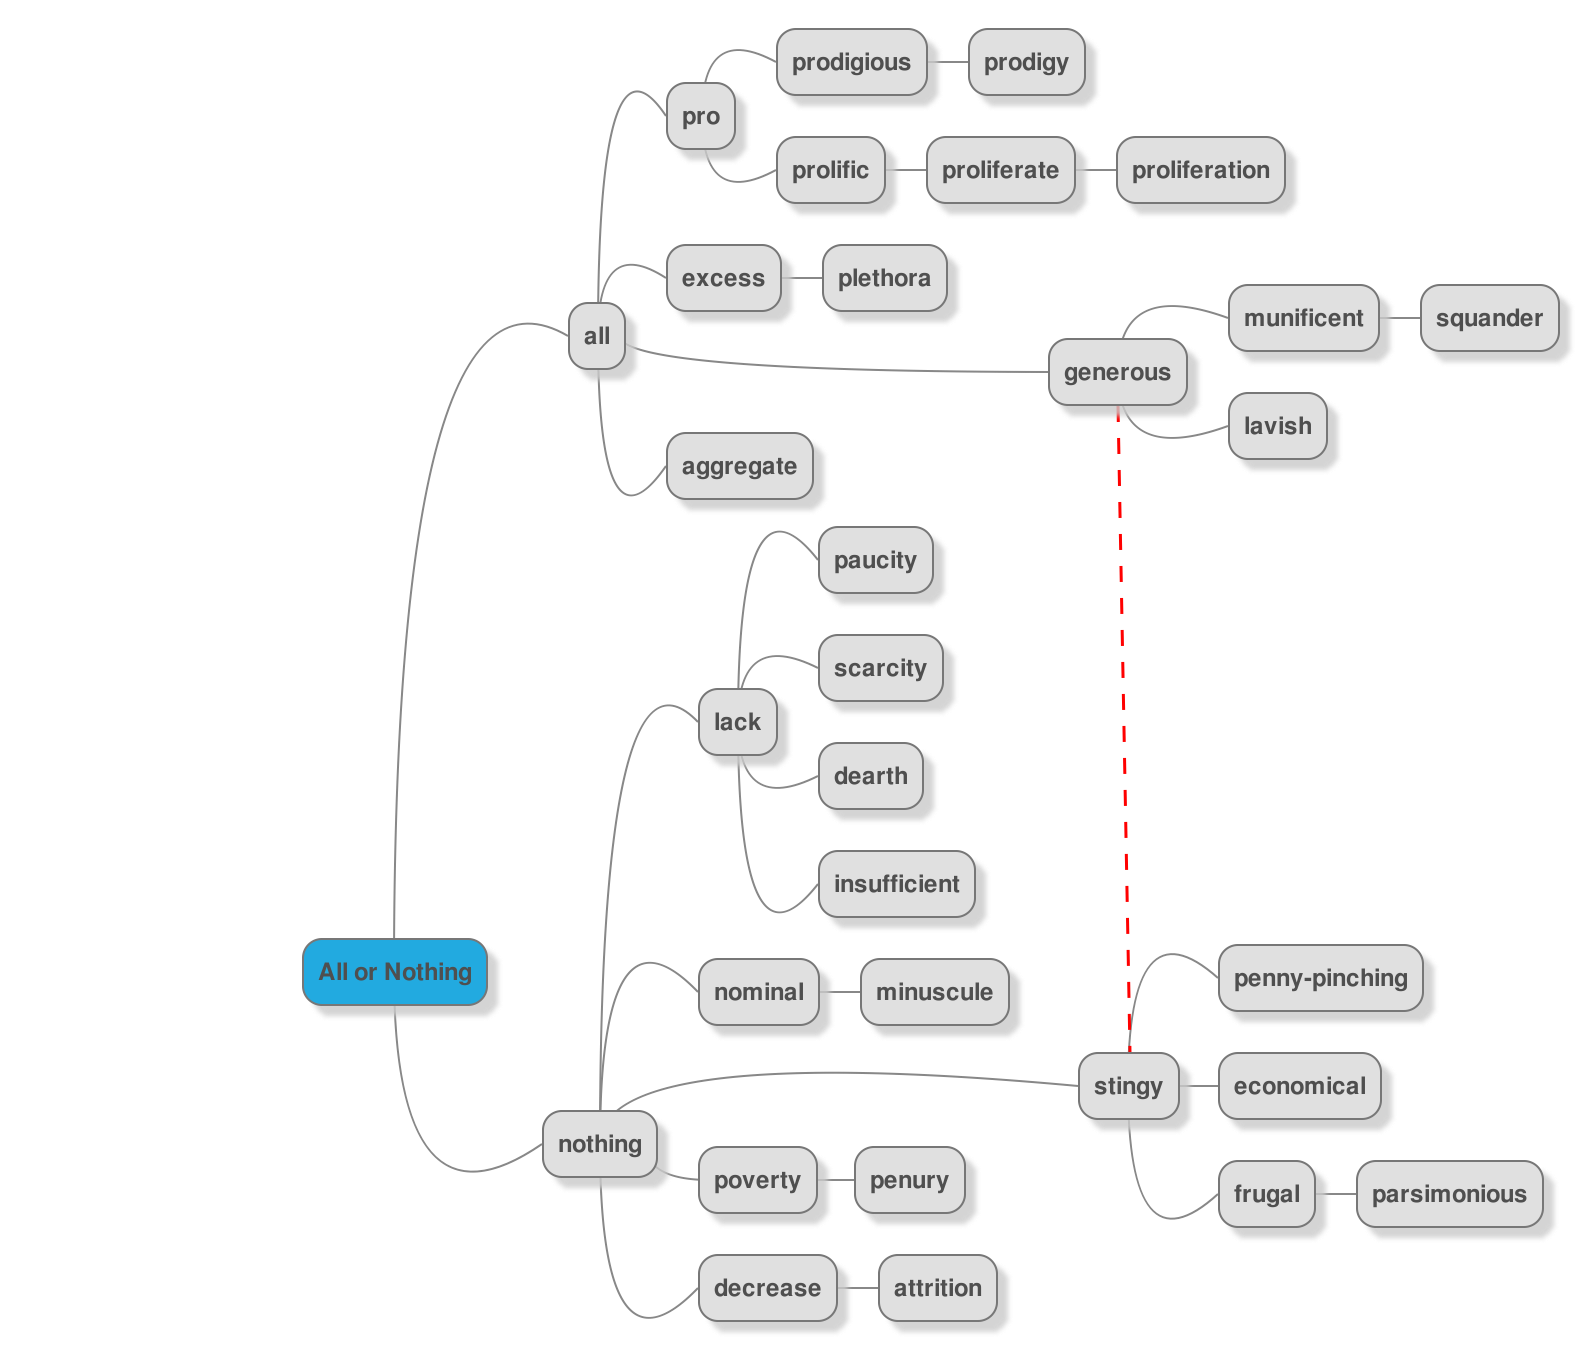 All or Nothing
all
pro
prodigious
prodigy
prolific
proliferate
proliferation
excess
plethora
generous
munificent
squander
lavish
aggregate
nothing
lack
paucity
scarcity
dearth
insufficient
nominal
minuscule
stingy
penny-pinching
economical
frugal
parsimonious
poverty
penury
decrease
attrition